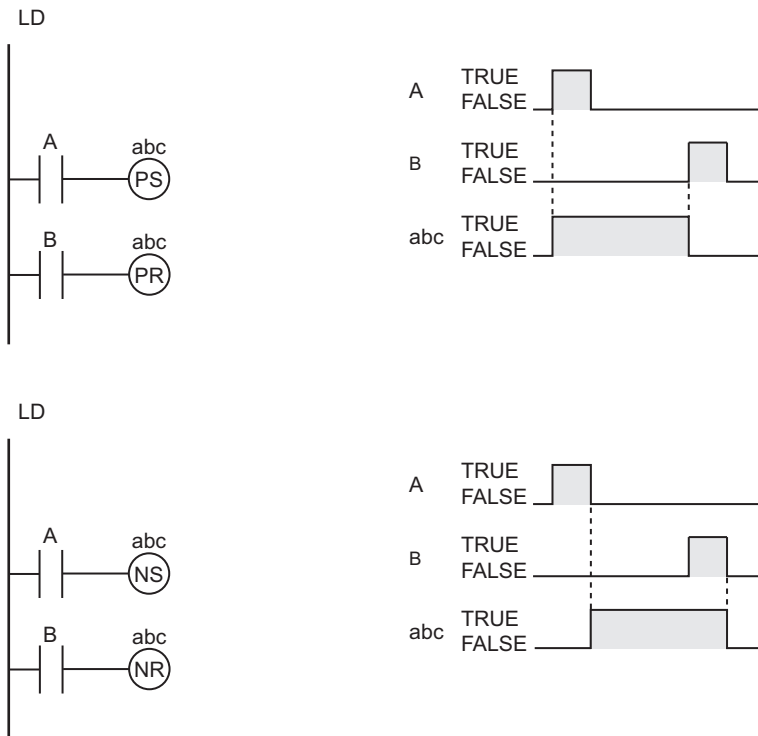 LD
A
abc
PS
B
abc
PR
A
TRUE
FALSE
B
TRUE
FALSE
abc
TRUE
FALSE
LD
A
abc
NS
B
abc
NR
A
TRUE
FALSE
B
TRUE
FALSE
abc
TRUE
FALSE